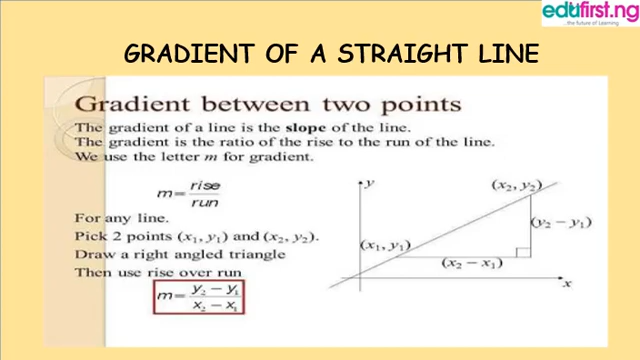 edufirst.ng
...the future of Learning
GRADIENT OF A STRAIGHT LINE
Gradient between two points
The gradient of a line is the slope of the line.
The gradient is the ratio of the rise to the run of the line.
We use the letter m for gradient.
m = rise / run
For any line.
Pick 2 points (x₁, y₁) and (x₂, y₂).
Draw a right angled triangle
Then use rise over run
m = y₂ − y₁ / x₂ − x₁
y
(x₂, y₂)
(y₂ − y₁)
(x₁, y₁)
(x₂ − x₁)
x